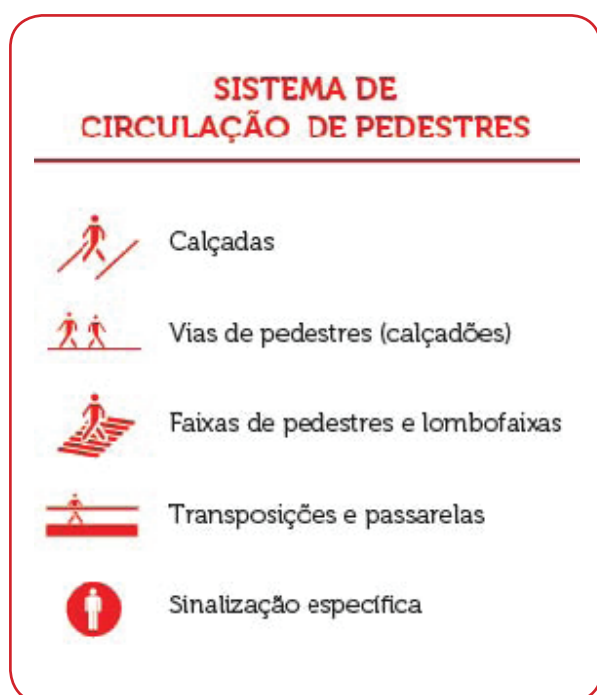 SISTEMA DE
CIRCULAÇÃO DE PEDESTRES
Calçadas
Vias de pedestres (calçadões)
Faixas de pedestres e lombofaixas
Transposições e passarelas
Sinalização específica